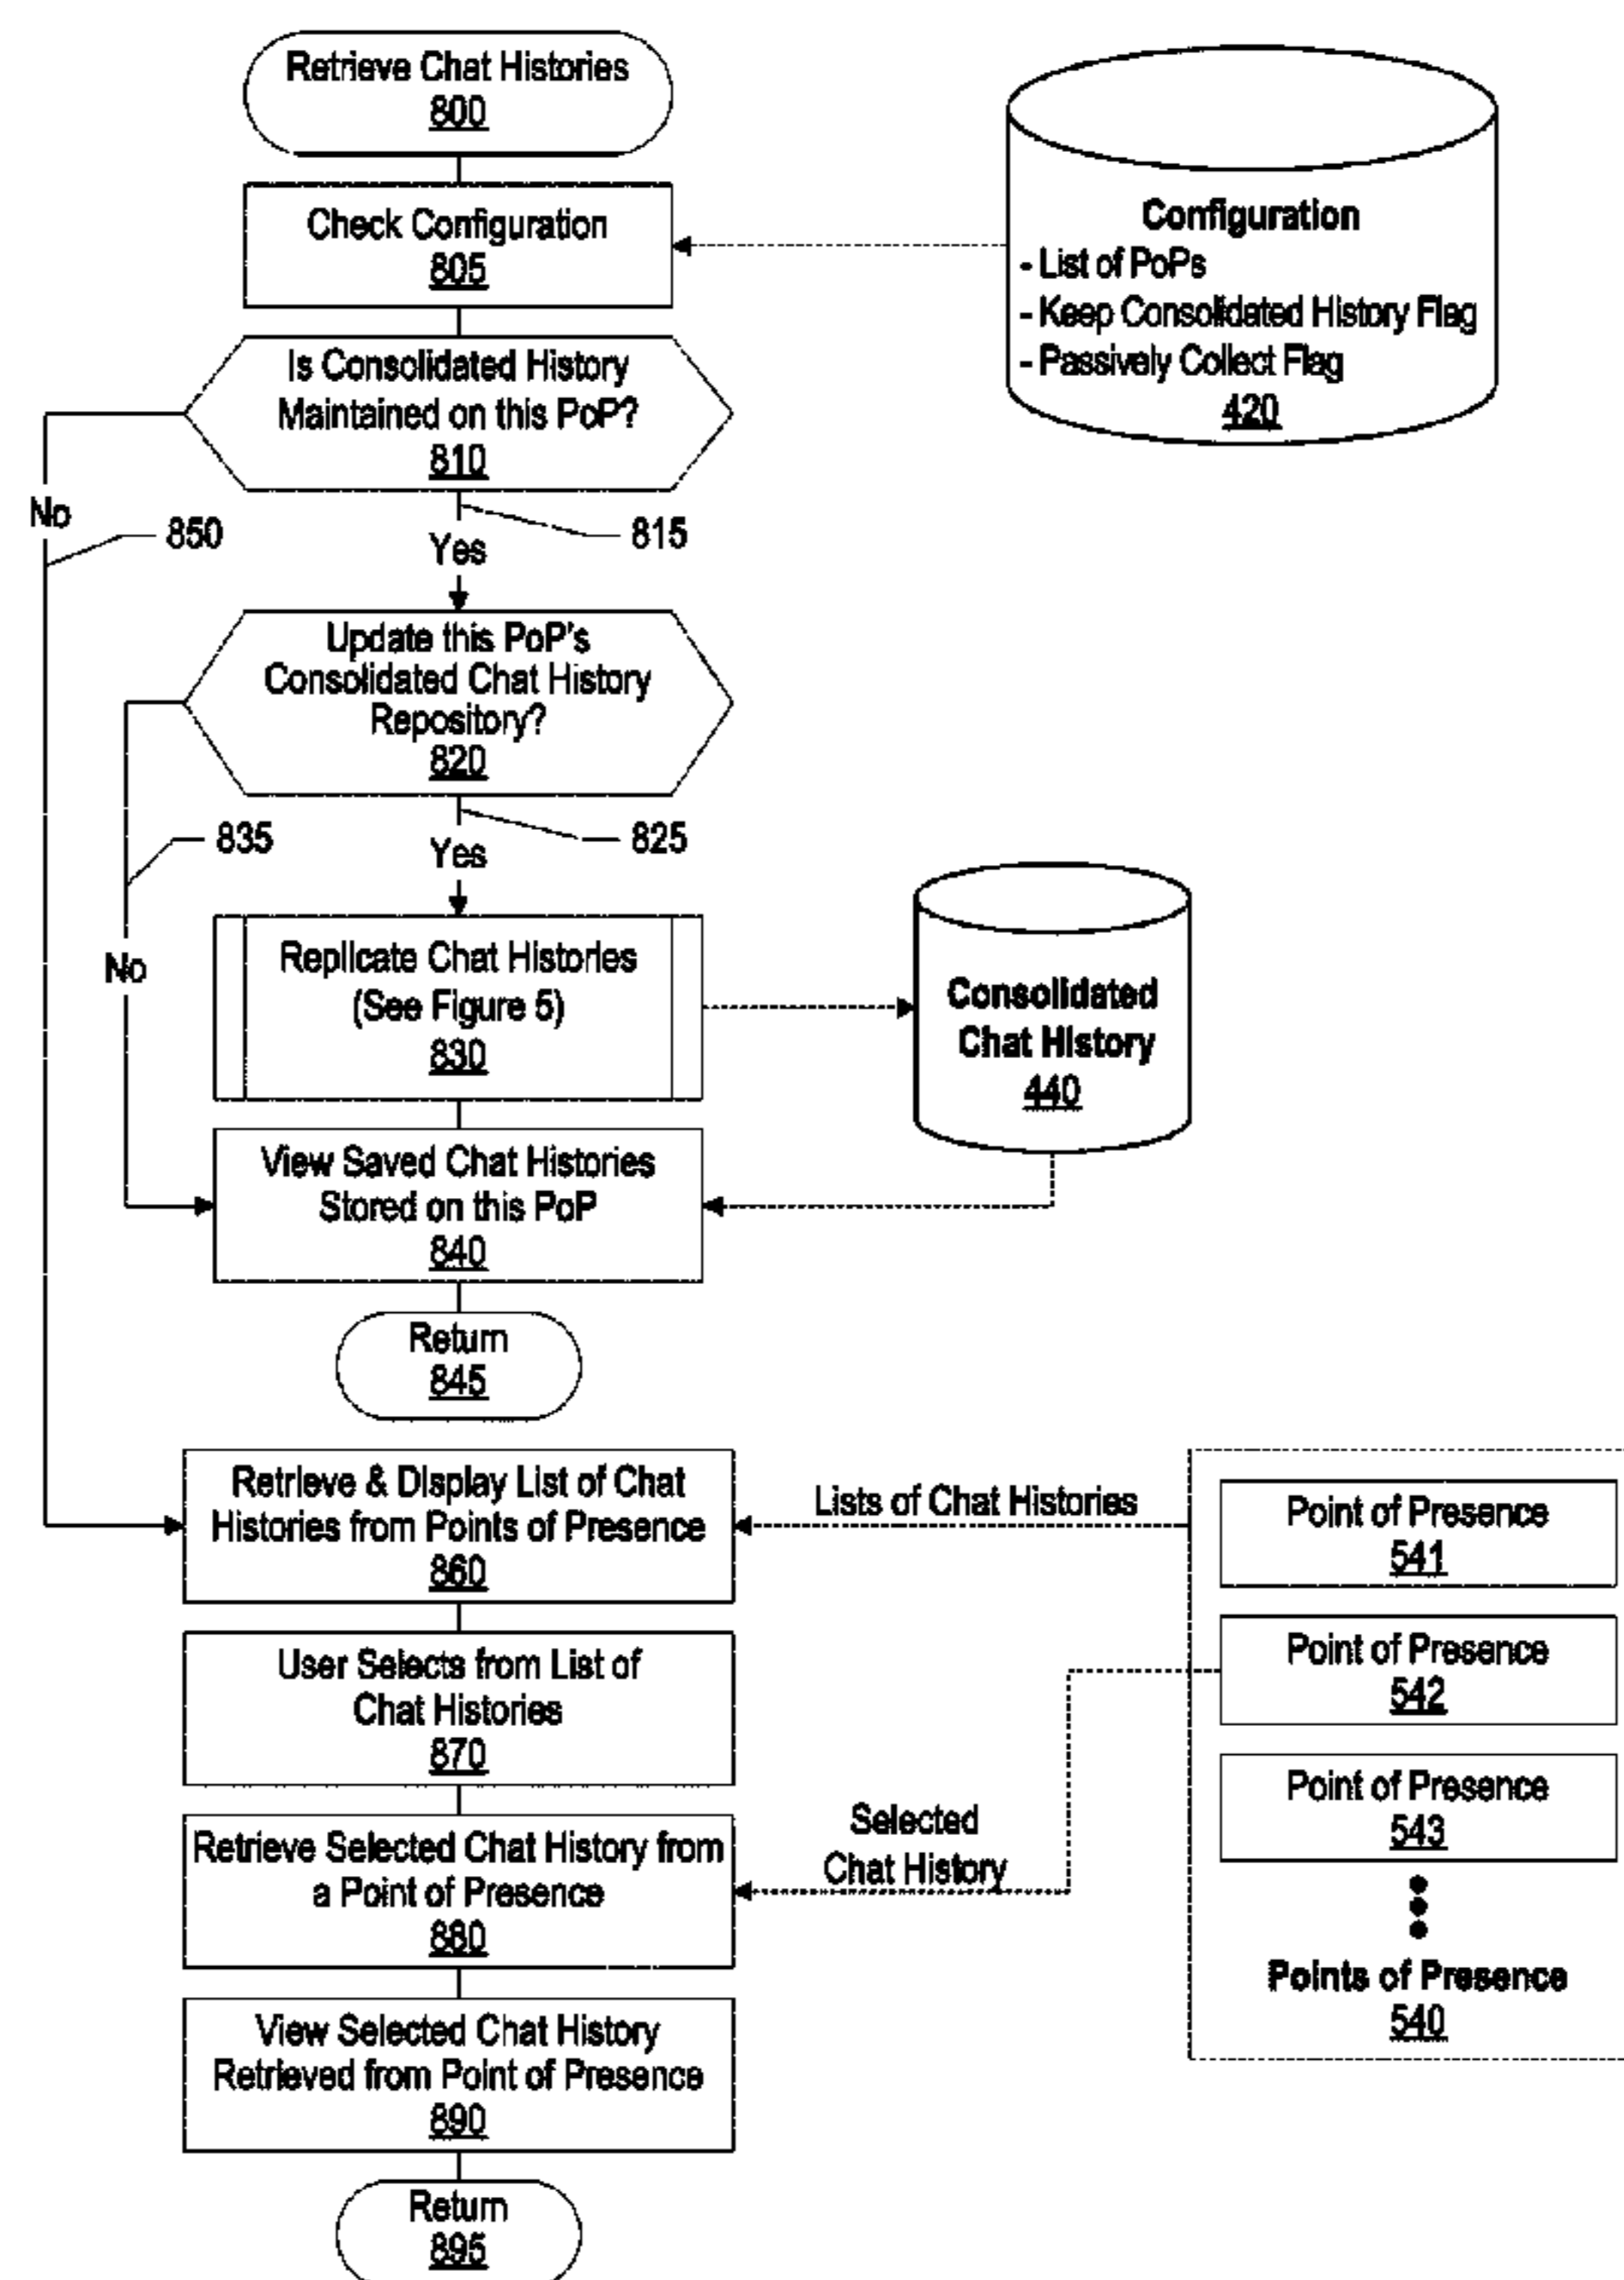 Retrieve Chat Histories
800
Check Configuration
805
Configuration
- List of PoPs
- Keep Consolidated History Flag
- Passively Collect Flag
420
Is Consolidated History
Maintained on this PoP?
810
No
850
815
Yes
Update this PoP's
Consolidated Chat History
Repository?
820
835
825
Yes
No
Replicate Chat Histories
(See Figure 5)
830
Consolidated
Chat History
440
View Saved Chat Histories
Stored on this PoP
840
Return
845
Retrieve & Display List of Chat
Histories from Points of Presence
860
Lists of Chat Histories
Point of Presence
541
User Selects from List of
Chat Histories
870
Point of Presence
542
Point of Presence
543
Retrieve Selected Chat History from
a Point of Presence
880
Selected
Chat History
Points of Presence
540
View Selected Chat History
Retrieved from Point of Presence
890
Return
895